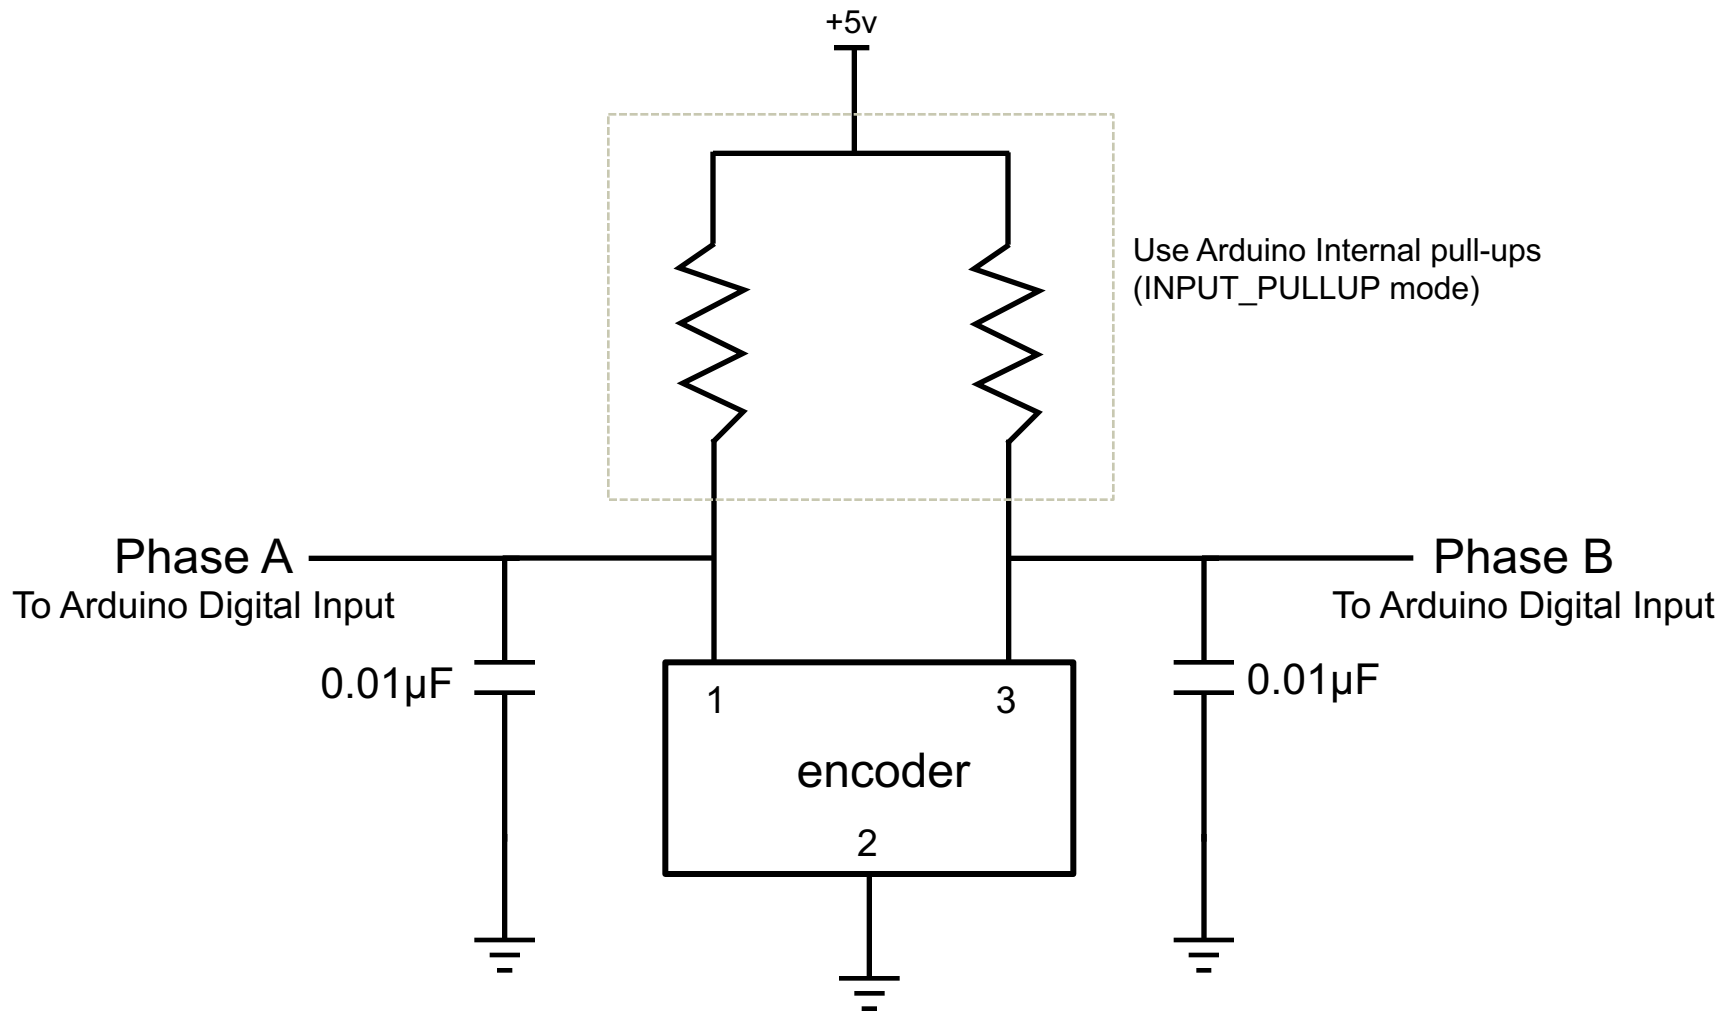 +5v
Use Arduino Internal pull-ups
(INPUT_PULLUP mode)
Phase A
To Arduino Digital Input
Phase B
To Arduino Digital Input
0.01µF
0.01µF
1
3
encoder
2